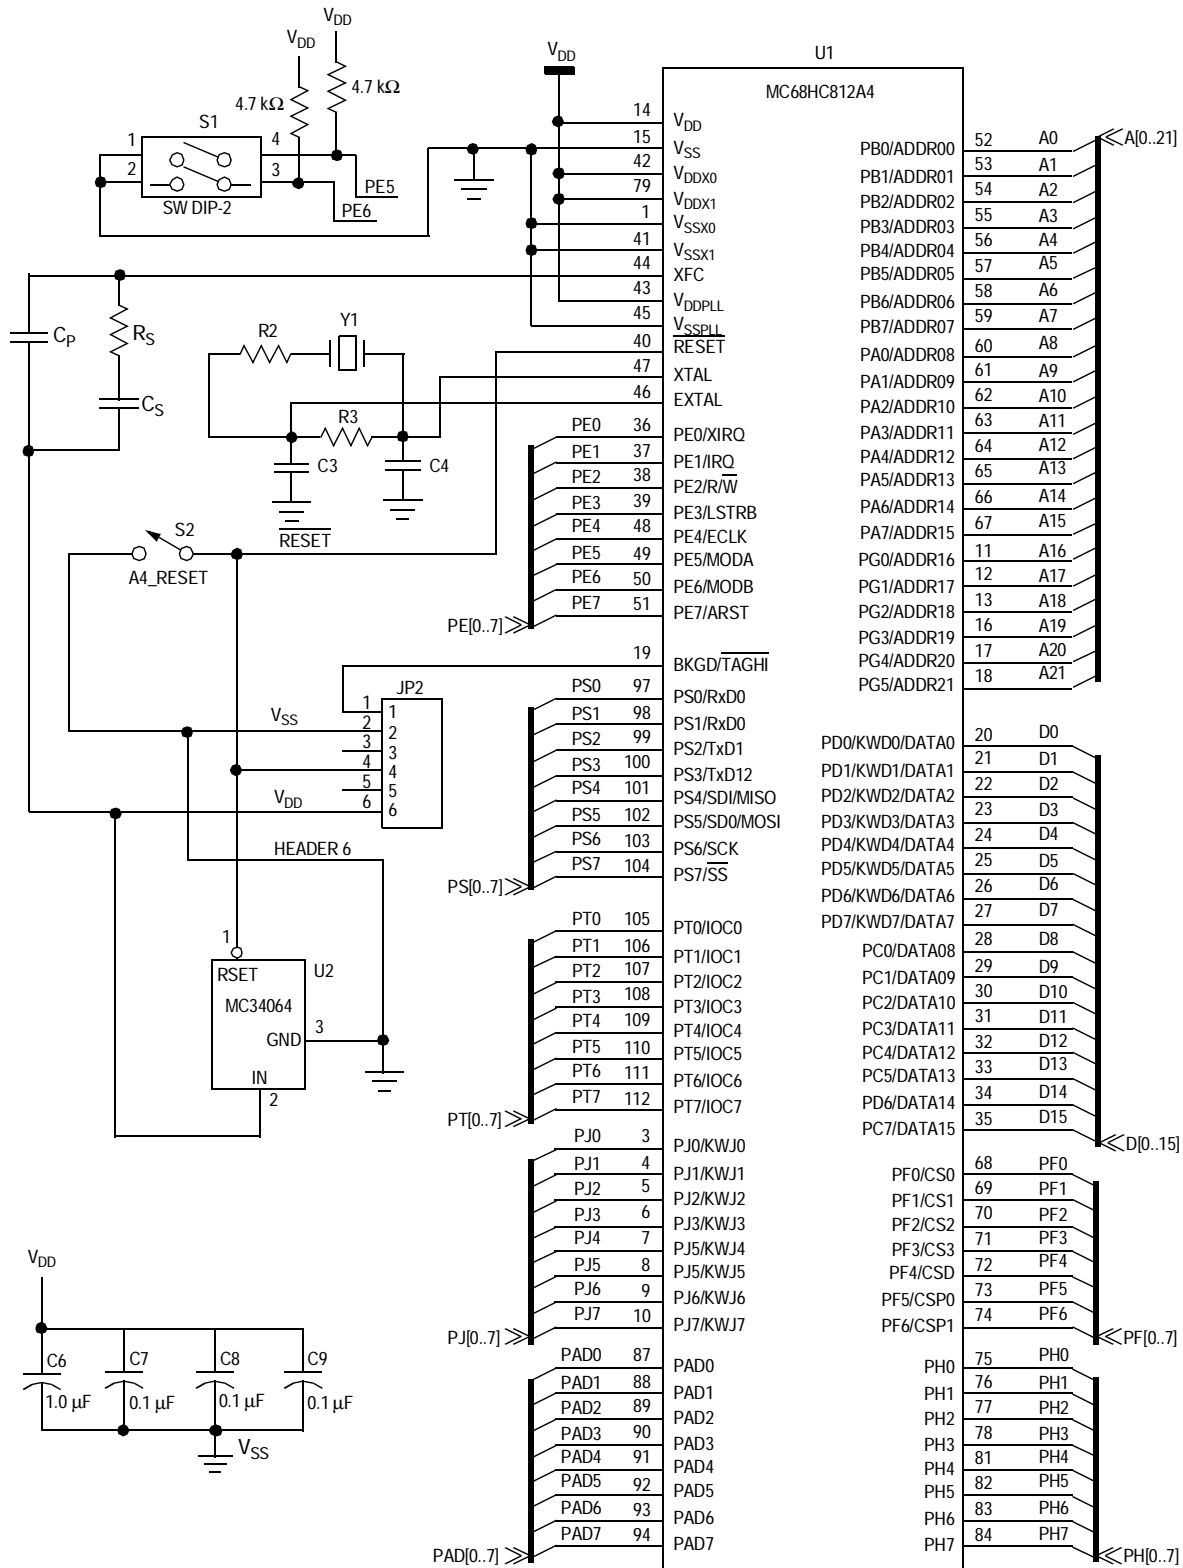 VDD
VDD
4.7 kΩ
4.7 kΩ
S1
1
2
4
3
SW DIP-2
PE5
PE6
CP
RS
CS
R2
Y1
R3
C3
C4
RESET
S2
A4_RESET
JP2
VSS
VDD
1 1
2 2
3 3
4 4
5 5
6 6
HEADER 6
1
RSET
U2
MC34064
GND
3
IN
2
VDD
C6
1.0 µF
C7
0.1 µF
C8
0.1 µF
C9
0.1 µF
VSS
VDD
U1
MC68HC812A4
14 VDD
15 VSS
42 VDDX0
79 VDDX1
1 VSSX0
41 VSSX1
44 XFC
43 VDDPLL
45 VSSPLL
40 RESET
47 XTAL
46 EXTAL
PE0 36 PE0/XIRQ
PE1 37 PE1/IRQ
PE2 38 PE2/R/W
PE3 39 PE3/LSTRB
PE4 48 PE4/ECLK
PE5 49 PE5/MODA
PE6 50 PE6/MODB
PE7 51 PE7/ARST
PE[0..7]
19 BKGD/TAGHI
PS0 97 PS0/RxD0
PS1 98 PS1/RxD0
PS2 99 PS2/TxD1
PS3 100 PS3/TxD12
PS4 101 PS4/SDI/MISO
PS5 102 PS5/SD0/MOSI
PS6 103 PS6/SCK
PS7 104 PS7/SS
PS[0..7]
PT0 105 PT0/IOC0
PT1 106 PT1/IOC1
PT2 107 PT2/IOC2
PT3 108 PT3/IOC3
PT4 109 PT4/IOC4
PT5 110 PT5/IOC5
PT6 111 PT6/IOC6
PT7 112 PT7/IOC7
PT[0..7]
PJ0 3 PJ0/KWJ0
PJ1 4 PJ1/KWJ1
PJ2 5 PJ2/KWJ2
PJ3 6 PJ3/KWJ3
PJ4 7 PJ5/KWJ4
PJ5 8 PJ5/KWJ5
PJ6 9 PJ6/KWJ6
PJ7 10 PJ7/KWJ7
PJ[0..7]
PAD0 87 PAD0
PAD1 88 PAD1
PAD2 89 PAD2
PAD3 90 PAD3
PAD4 91 PAD4
PAD5 92 PAD5
PAD6 93 PAD6
PAD7 94 PAD7
PAD[0..7]
PB0/ADDR00 52 A0
A[0..21]
PB1/ADDR01 53 A1
PB2/ADDR02 54 A2
PB3/ADDR03 55 A3
PB4/ADDR04 56 A4
PB5/ADDR05 57 A5
PB6/ADDR06 58 A6
PB7/ADDR07 59 A7
PA0/ADDR08 60 A8
PA1/ADDR09 61 A9
PA2/ADDR10 62 A10
PA3/ADDR11 63 A11
PA4/ADDR12 64 A12
PA5/ADDR13 65 A13
PA6/ADDR14 66 A14
PA7/ADDR15 67 A15
PG0/ADDR16 11 A16
PG1/ADDR17 12 A17
PG2/ADDR18 13 A18
PG3/ADDR19 16 A19
PG4/ADDR20 17 A20
PG5/ADDR21 18 A21
PD0/KWD0/DATA0 20 D0
PD1/KWD1/DATA1 21 D1
PD2/KWD2/DATA2 22 D2
PD3/KWD3/DATA3 23 D3
PD4/KWD4/DATA4 24 D4
PD5/KWD5/DATA5 25 D5
PD6/KWD6/DATA6 26 D6
PD7/KWD7/DATA7 27 D7
PC0/DATA08 28 D8
PC1/DATA09 29 D9
PC2/DATA10 30 D10
PC3/DATA11 31 D11
PC4/DATA12 32 D12
PC5/DATA13 33 D13
PD6/DATA14 34 D14
PC7/DATA15 35 D15
D[0..15]
PF0/CS0 68 PF0
PF1/CS1 69 PF1
PF2/CS2 70 PF2
PF3/CS3 71 PF3
PF4/CSD 72 PF4
PF5/CSP0 73 PF5
PF6/CSP1 74 PF6
PF[0..7]
PH0 75 PH0
PH1 76 PH1
PH2 77 PH2
PH3 78 PH3
PH4 81 PH4
PH5 82 PH5
PH6 83 PH6
PH7 84 PH7
PH[0..7]